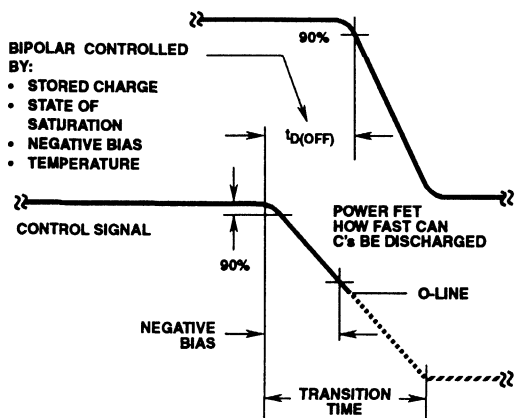 90%
BIPOLAR CONTROLLED
BY:
• STORED CHARGE
• STATE OF
SATURATION
• NEGATIVE BIAS
• TEMPERATURE
tD(OFF)
CONTROL SIGNAL
POWER FET
HOW FAST CAN
C's BE DISCHARGED
90%
O-LINE
NEGATIVE
BIAS
TRANSITION
TIME